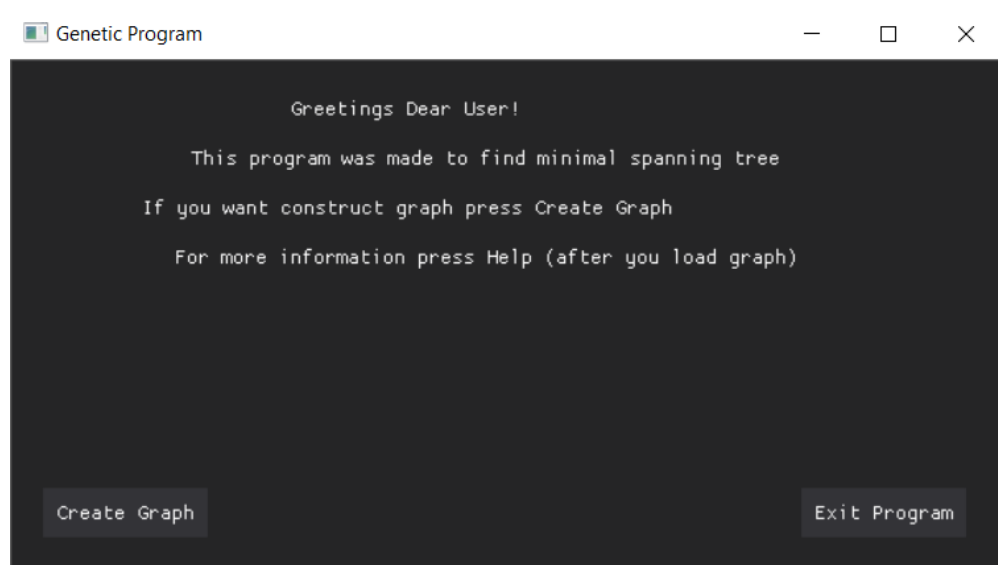 Genetic Program
Greetings Dear User!
This program was made to find minimal spanning tree
If you want construct graph press Create Graph
For more information press Help (after you load graph)
Create Graph
Exit Program